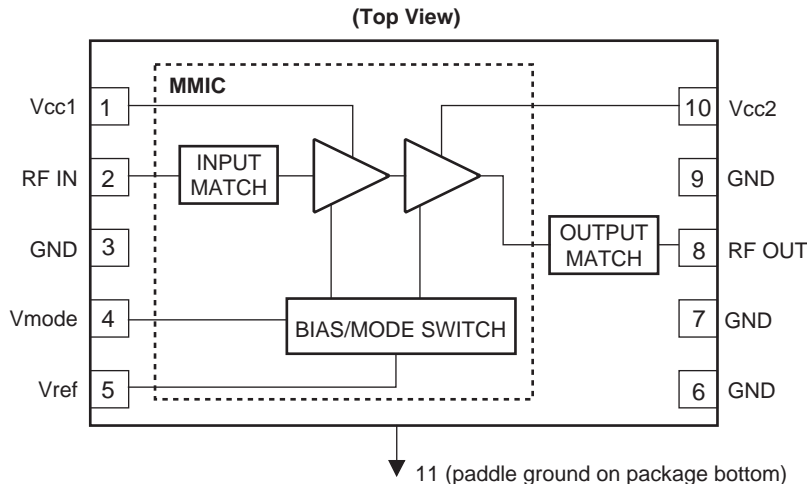 (Top View)
MMIC
Vcc1 1
10 Vcc2
RF IN 2
INPUT
MATCH
9 GND
GND 3
OUTPUT
MATCH
8 RF OUT
Vmode 4
BIAS/MODE SWITCH
7 GND
Vref 5
6 GND
11 (paddle ground on package bottom)